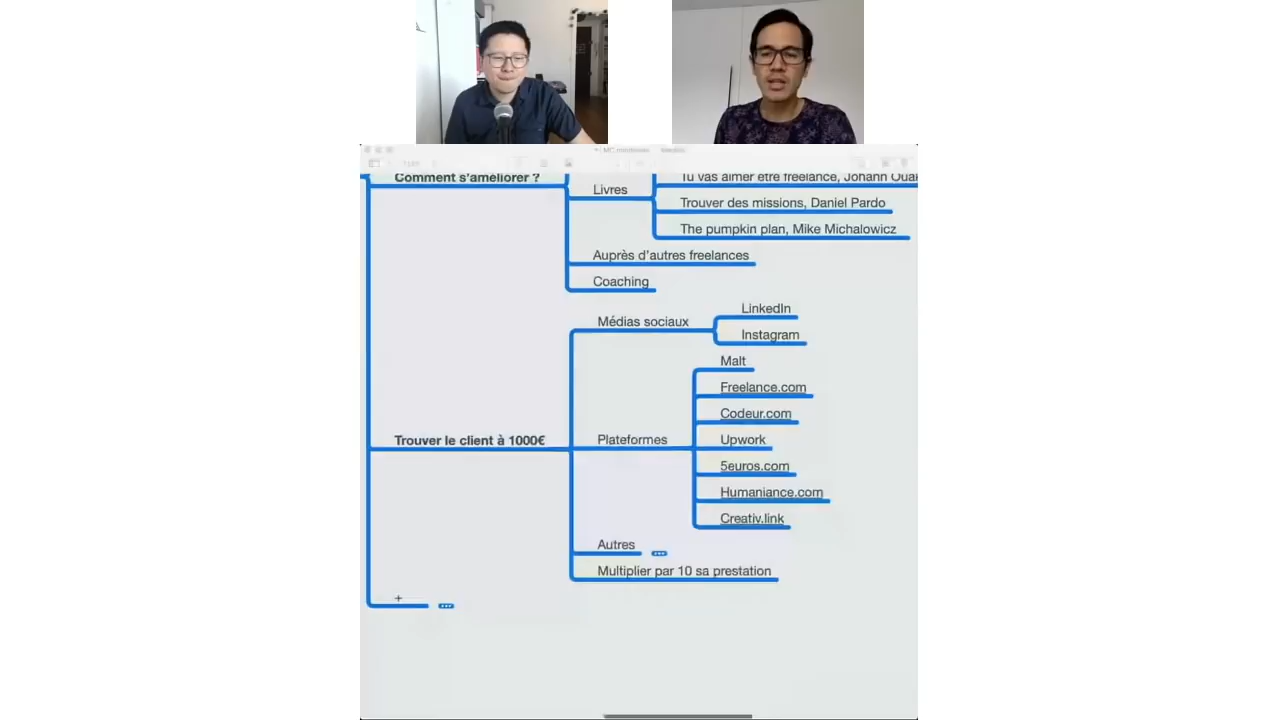 Comment s'améliorer ?
Livres
Tu vas aimer être freelance, Johann
Trouver des missions, Daniel Pardo
The pumpkin plan, Mike Michalowicz
Auprès d'autres freelances
Coaching
Trouver le client à 1000€
Médias sociaux
LinkedIn
Instagram
Plateformes
Malt
Freelance.com
Codeur.com
Upwork
5euros.com
Humaniance.com
Creativ.link
Autres
Multiplier par 10 sa prestation